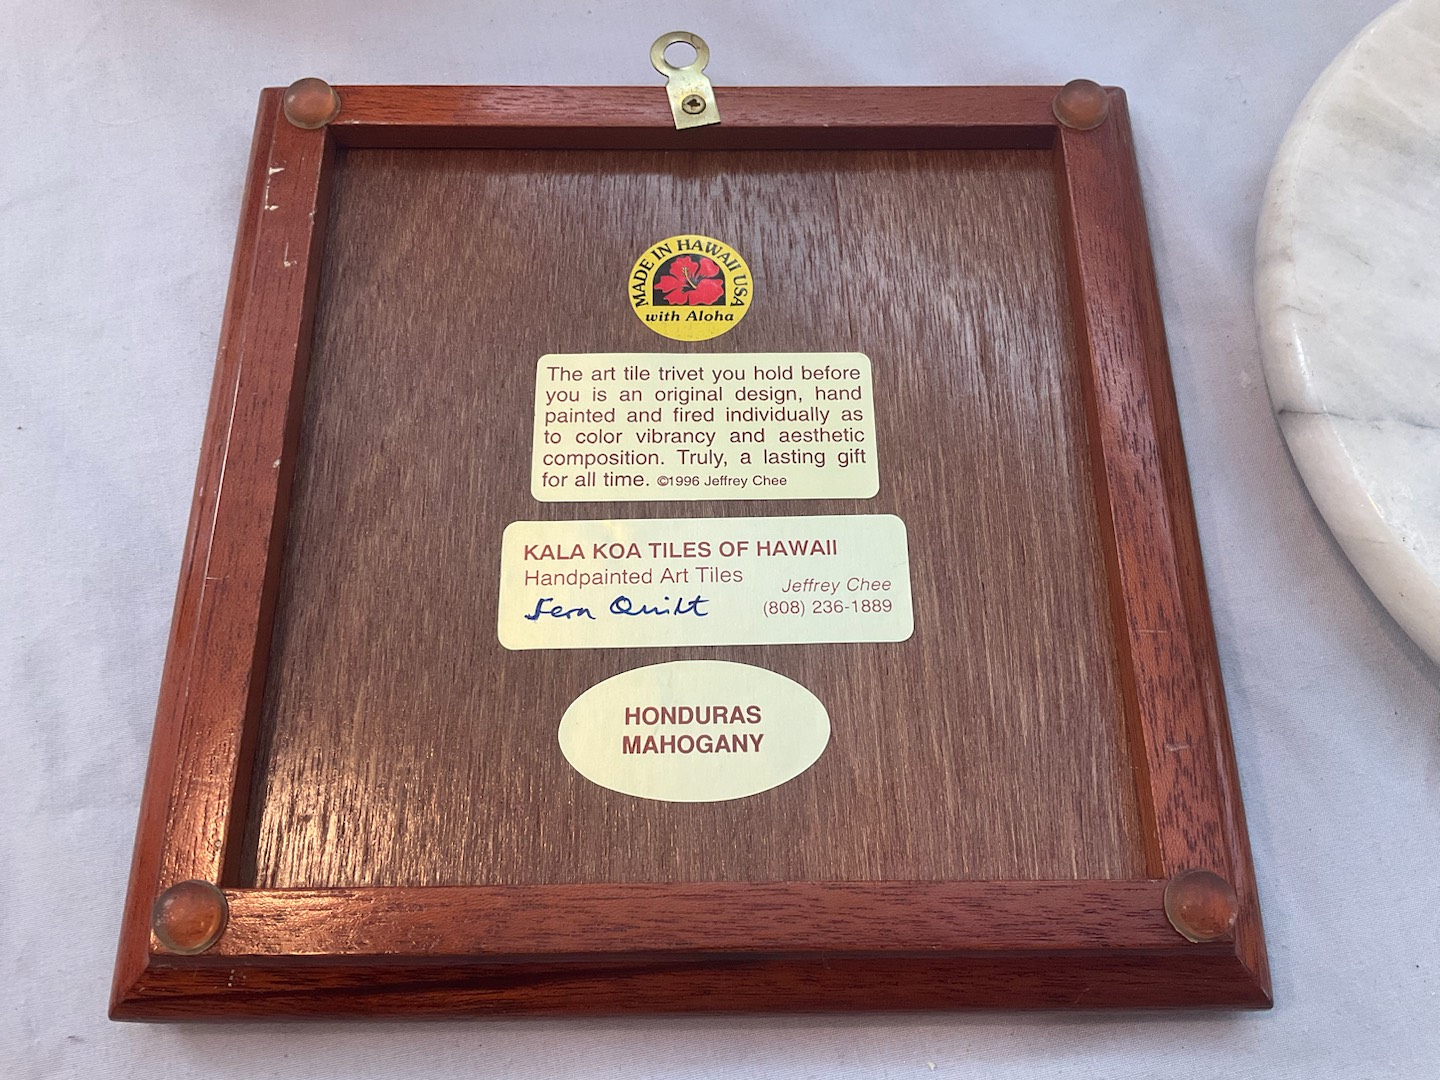 MADE IN HAWAII USA
with Aloha
The art tile trivet you hold before
you is an original design, hand
painted and fired individually as
to color vibrancy and aesthetic
composition. Truly, a lasting gift
for all time. ©1996 Jeffrey Chee
KALA KOA TILES OF HAWAII
Handpainted Art Tiles
Jeffrey Chee
Fern Quilt
(808) 236-1889
HONDURAS
MAHOGANY